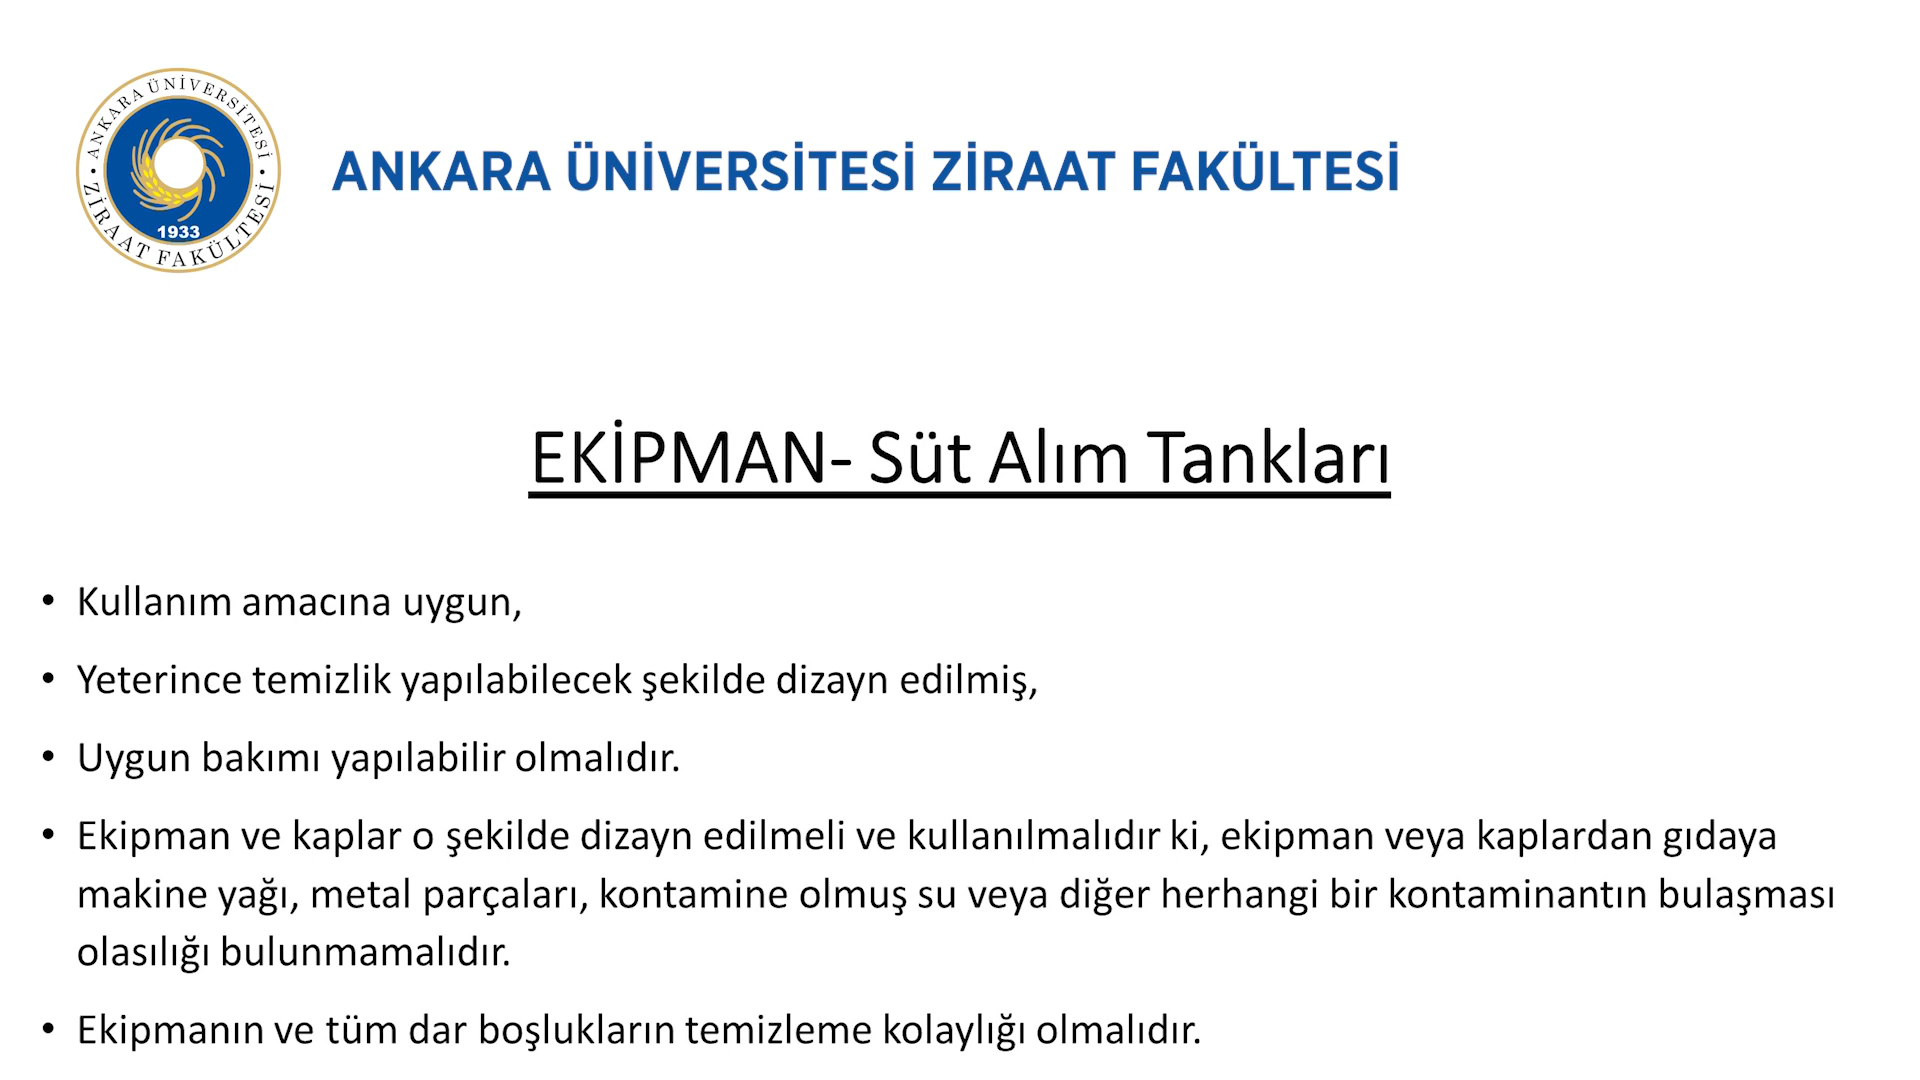 ANKARA ÜNİVERSİTESİ
ZİRAAT FAKÜLTESİ
1933
ANKARA ÜNİVERSİTESİ ZİRAAT FAKÜLTESİ
EKİPMAN- Süt Alım Tankları
• Kullanım amacına uygun,
• Yeterince temizlik yapılabilecek şekilde dizayn edilmiş,
• Uygun bakımı yapılabilir olmalıdır.
• Ekipman ve kaplar o şekilde dizayn edilmeli ve kullanılmalıdır ki, ekipman veya kaplardan gıdaya
makine yağı, metal parçaları, kontamine olmuş su veya diğer herhangi bir kontaminantın bulaşması
olasılığı bulunmamalıdır.
• Ekipmanın ve tüm dar boşlukların temizleme kolaylığı olmalıdır.